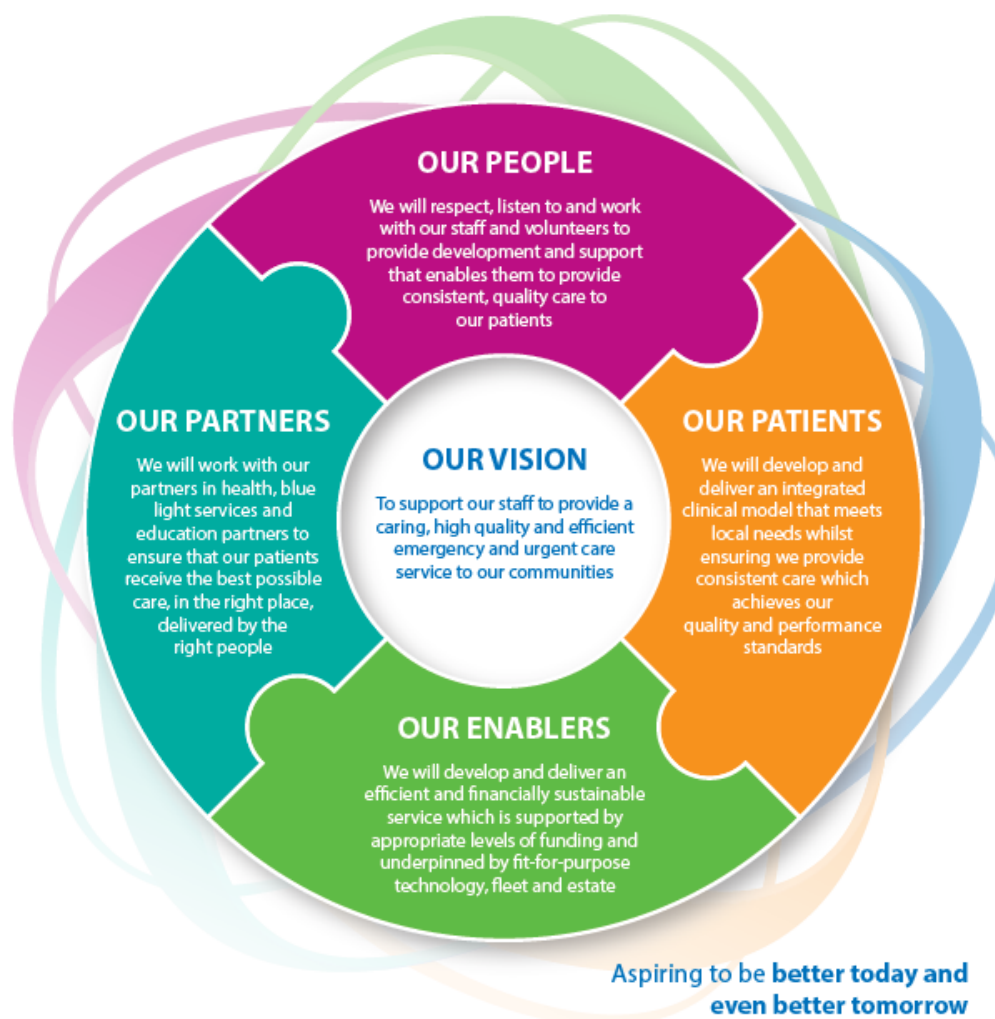 OUR PEOPLE
We will respect, listen to and work
with our staff and volunteers to
provide development and support
that enables them to provide
consistent, quality care to
our patients
OUR PARTNERS
We will work with our
partners in health, blue
light services and
education partners to
ensure that our patients
receive the best possible
care, in the right place,
delivered by the
right people
OUR VISION
To support our staff to provide a
caring, high quality and efficient
emergency and urgent care
service to our communities
OUR PATIENTS
We will develop and
deliver an integrated
clinical model that meets
local needs whilst
ensuring we provide
consistent care which
achieves our
quality and performance
standards
OUR ENABLERS
We will develop and deliver an
efficient and financially sustainable
service which is supported by
appropriate levels of funding and
underpinned by fit-for-purpose
technology, fleet and estate
Aspiring to be better today and
even better tomorrow